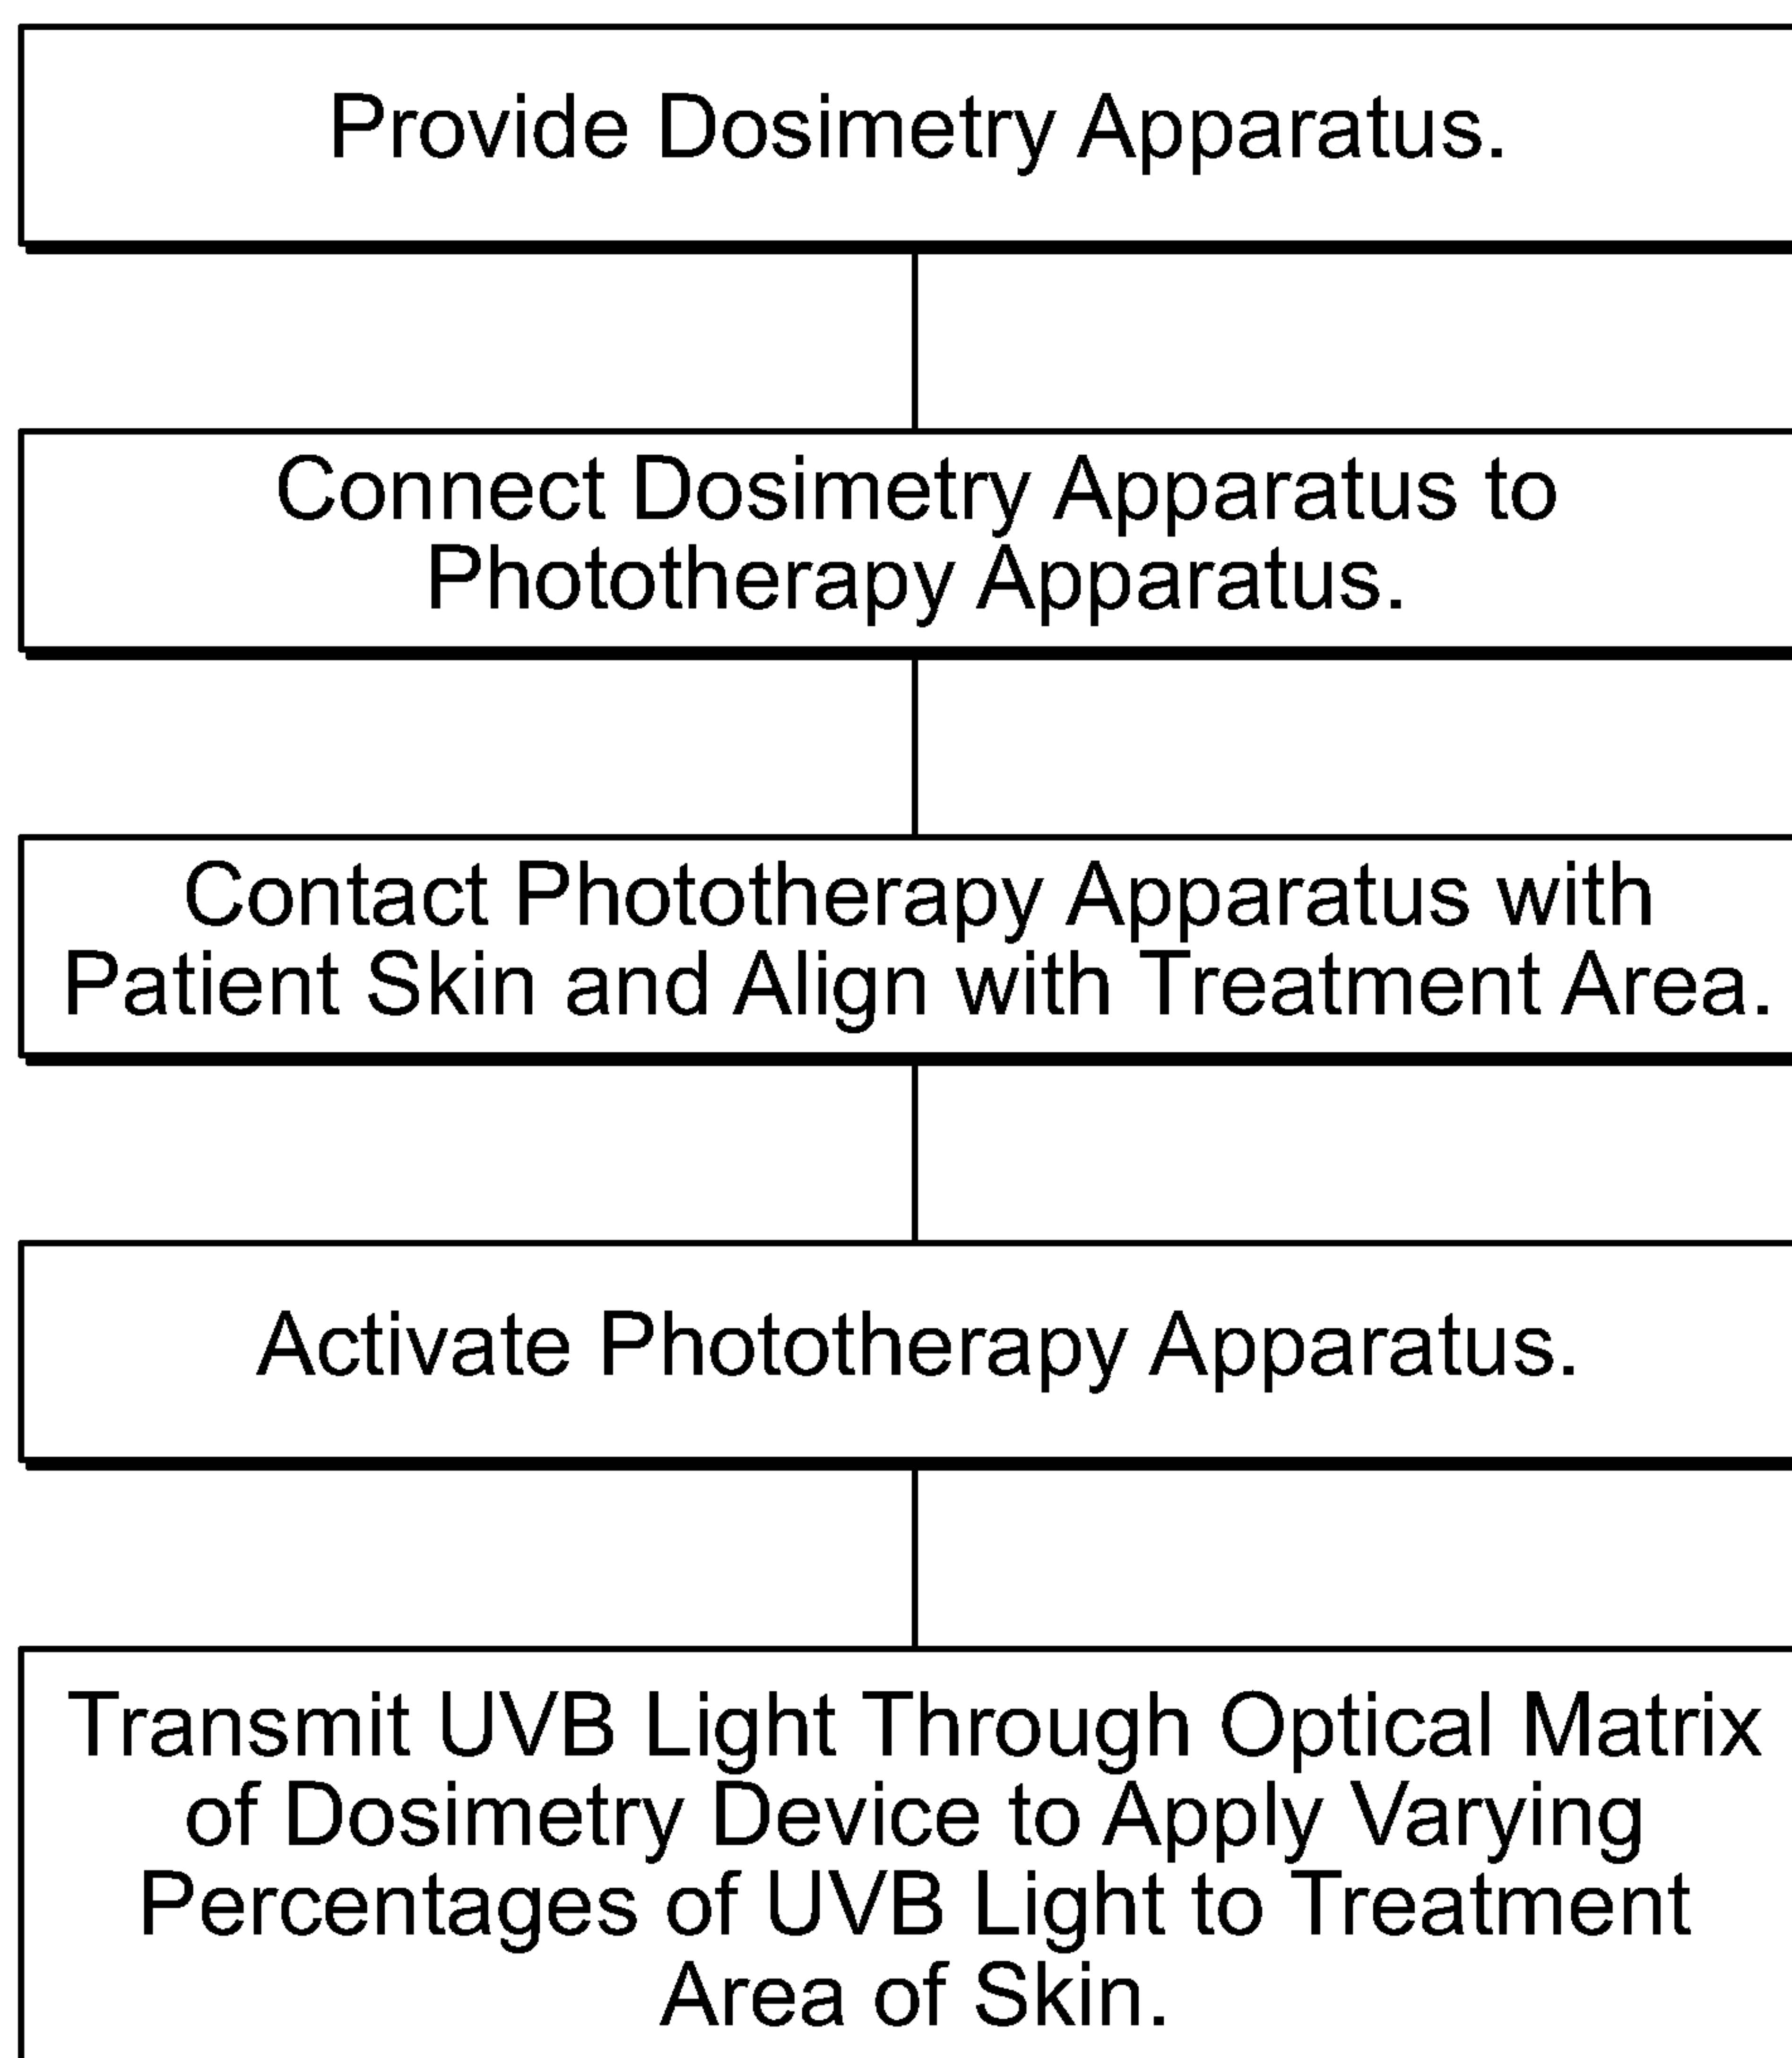 Provide Dosimetry Apparatus.
Connect Dosimetry Apparatus to
Phototherapy Apparatus.
Contact Phototherapy Apparatus with
Patient Skin and Align with Treatment Area.
Activate Phototherapy Apparatus.
Transmit UVB Light Through Optical Matrix
of Dosimetry Device to Apply Varying
Percentages of UVB Light to Treatment
Area of Skin.